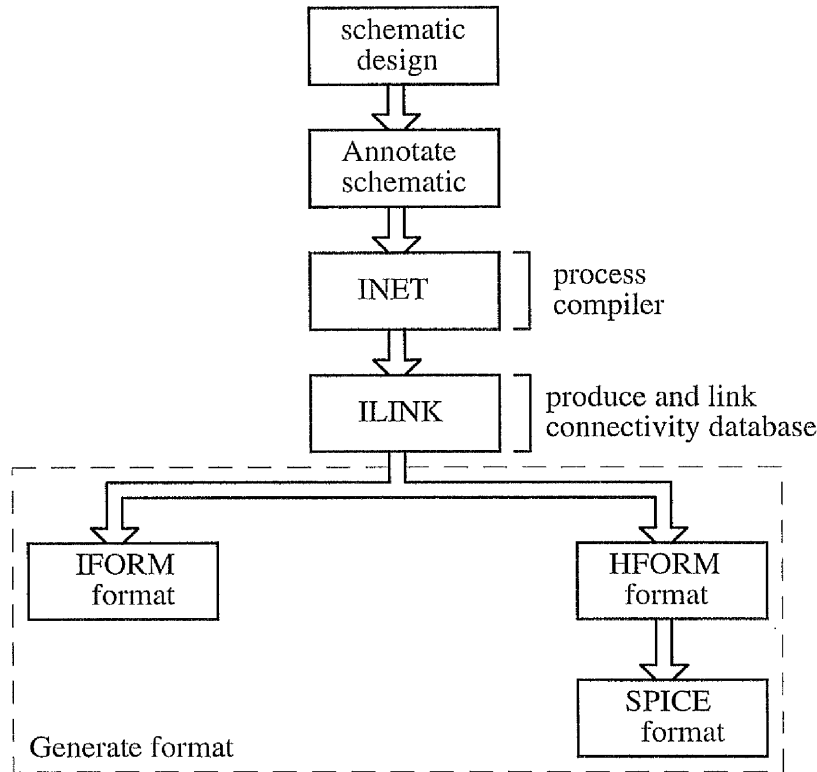 schematic
design
Annotate
schematic
INET
process
compiler
ILINK
produce and link
connectivity database
IFORM
format
HFORM
format
SPICE
format
Generate format